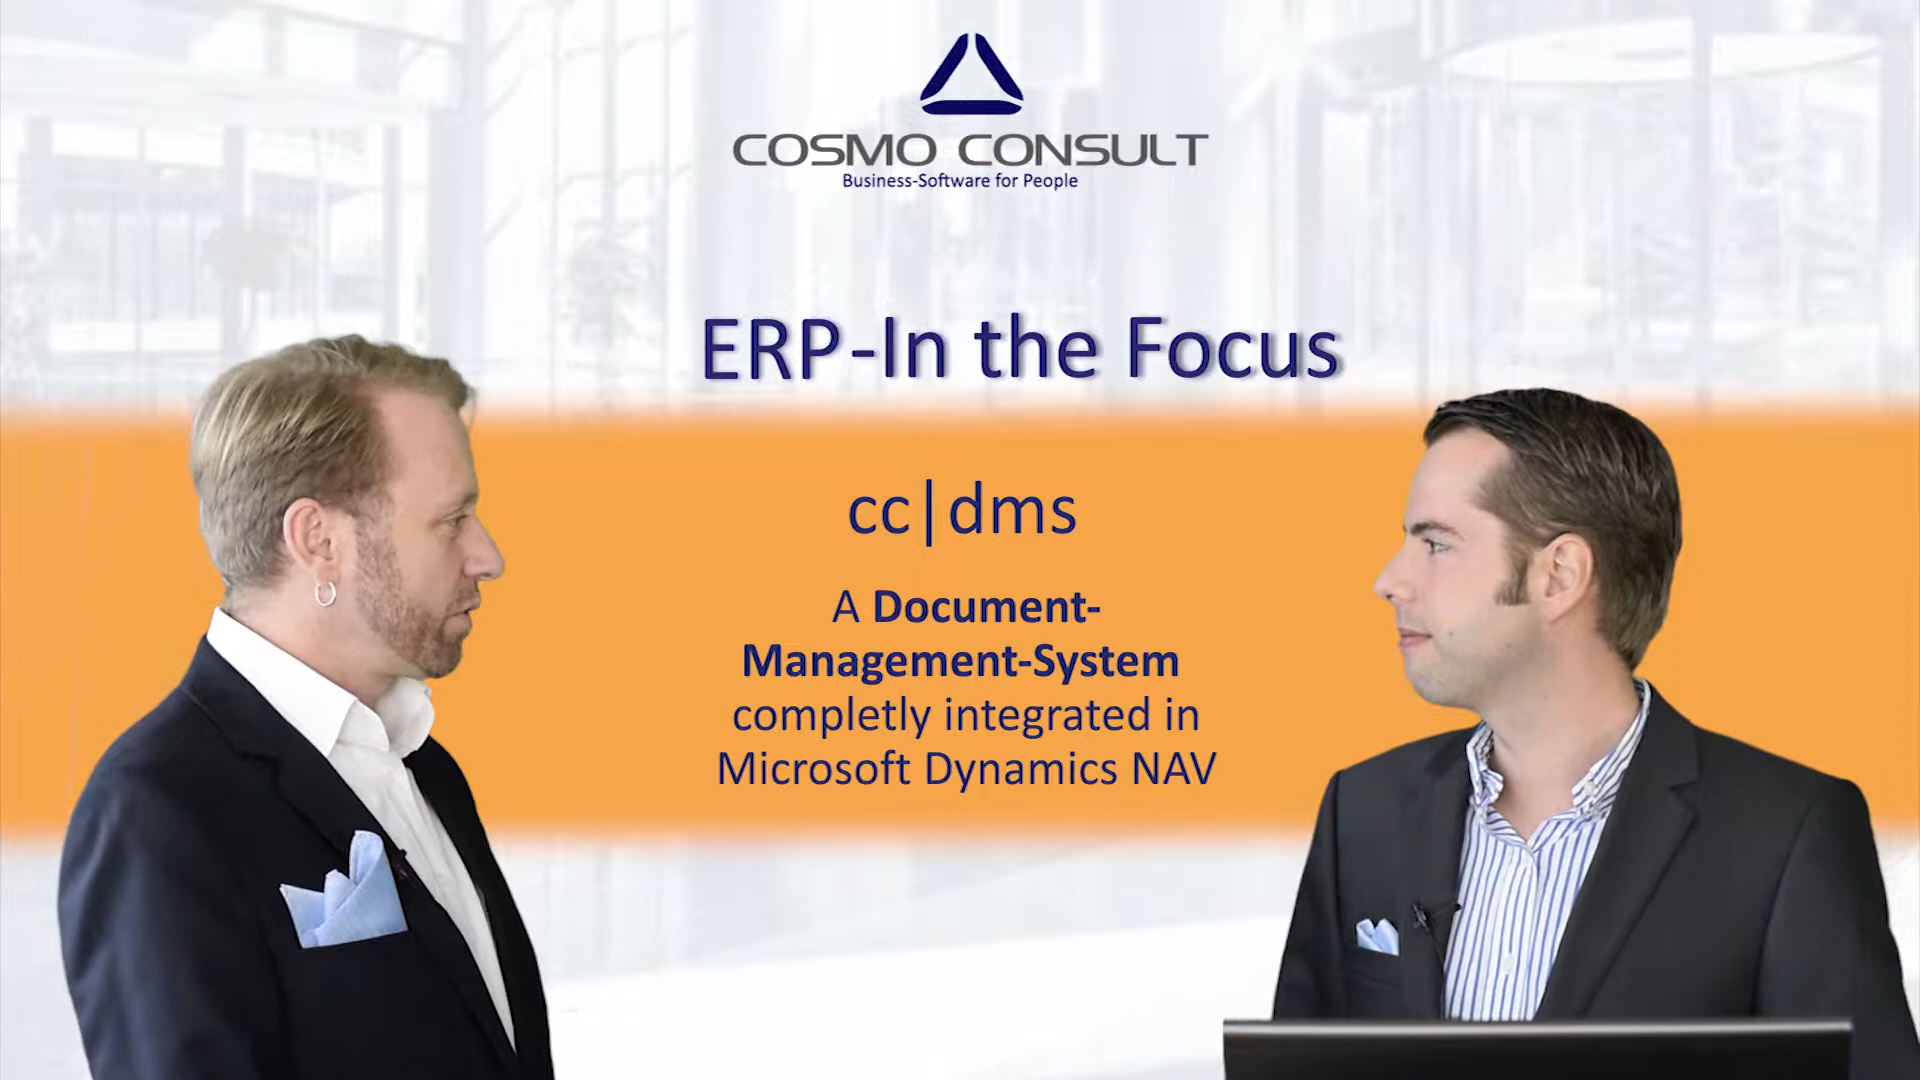 COSMO CONSULT
Business-Software for People
ERP-In the Focus
cc|dms
A Document-
Management-System
completly integrated in
Microsoft Dynamics NAV